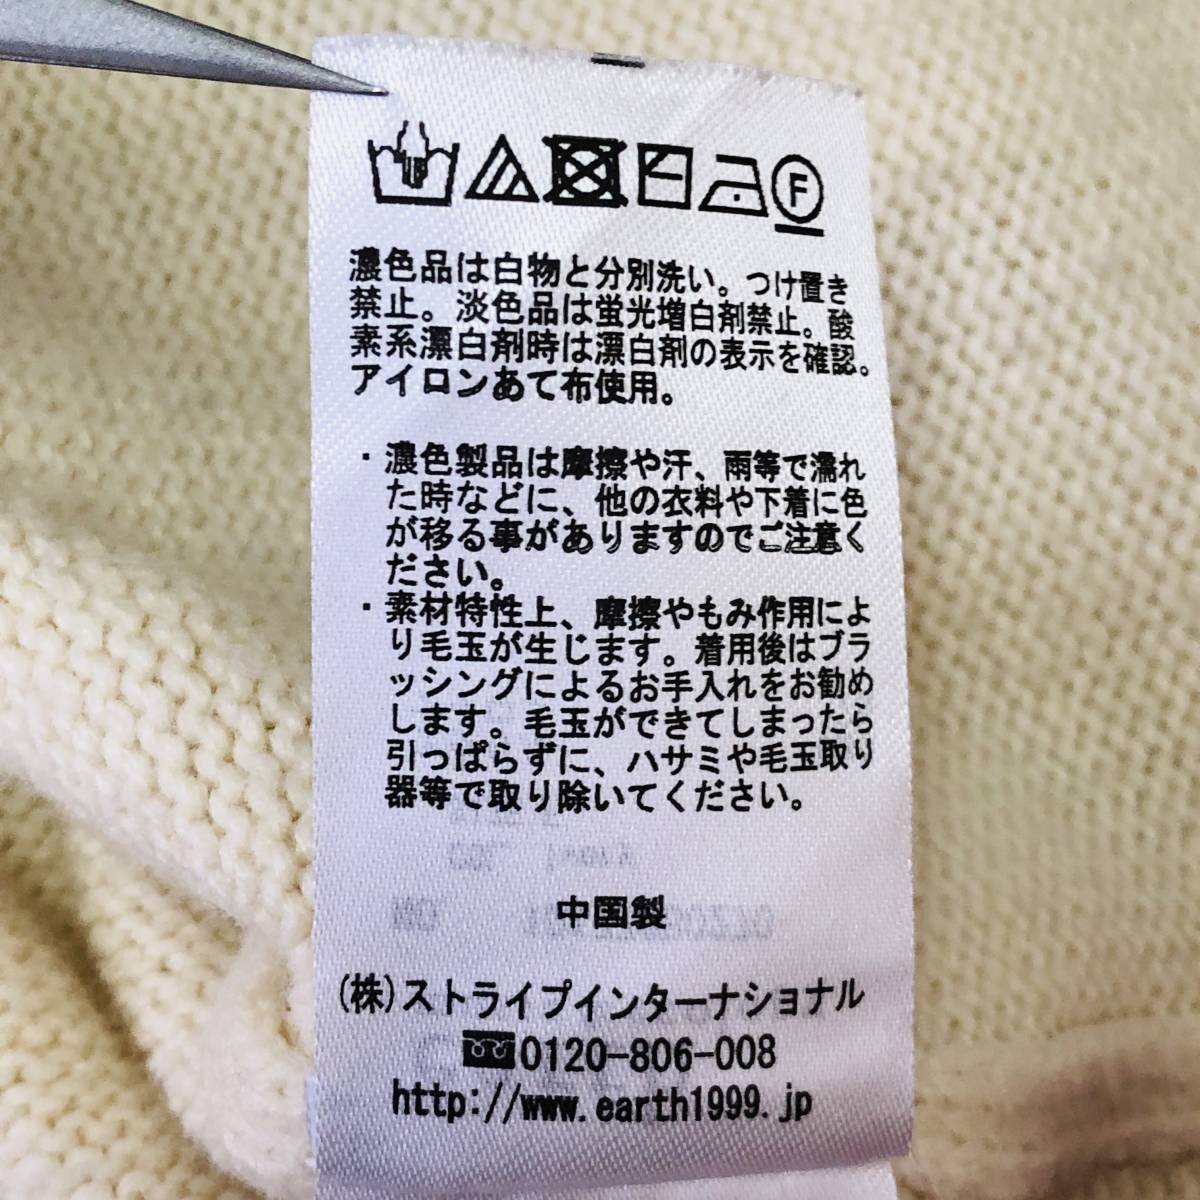 F
濃色品は白物と分別洗い。つけ置き
禁止。淡色品は蛍光増白剤禁止。酸
素系漂白剤時は漂白剤の表示を確認。
アイロンあて布使用。
・濃色製品は摩擦や汗、雨等で濡れ
た時などに、他の衣料や下着に色
が移る事がありますのでご注意く
ださい。
・素材特性上、摩擦やもみ作用によ
り毛玉が生じます。着用後はブラ
ッシングによるお手入れをお勧め
します。毛玉ができてしまったら
引っぱらずに、ハサミや毛玉取り
器等で取り除いてください。
中国製
(株)ストライプインターナショナル
0120-806-008
http://www.earth1999.jp